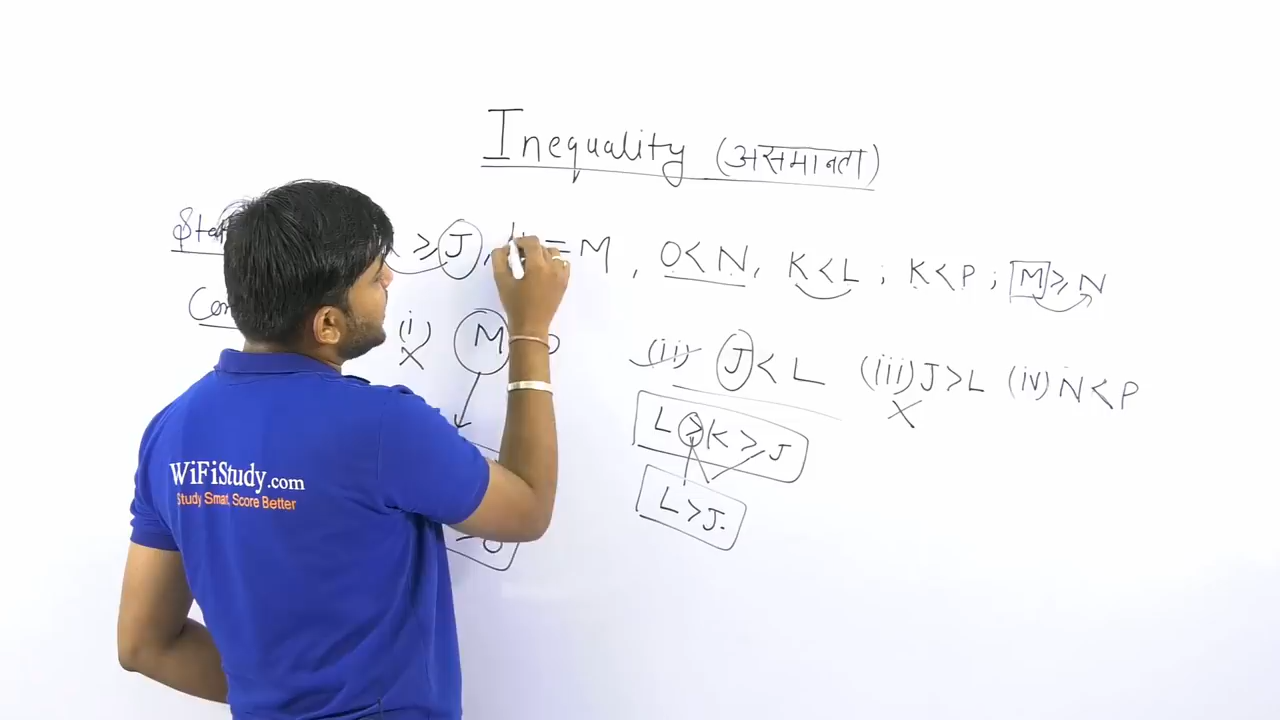 Inequality (असमानता)
≥ J, = M, O < N, K < L ; K < P ; M ≥ N
(i) M (ii) J < L (iii) J > L (iv) N < P
X X
L ≥ K ≥ J
L > J.
WiFiStudy.com
Study Smart, Score Better